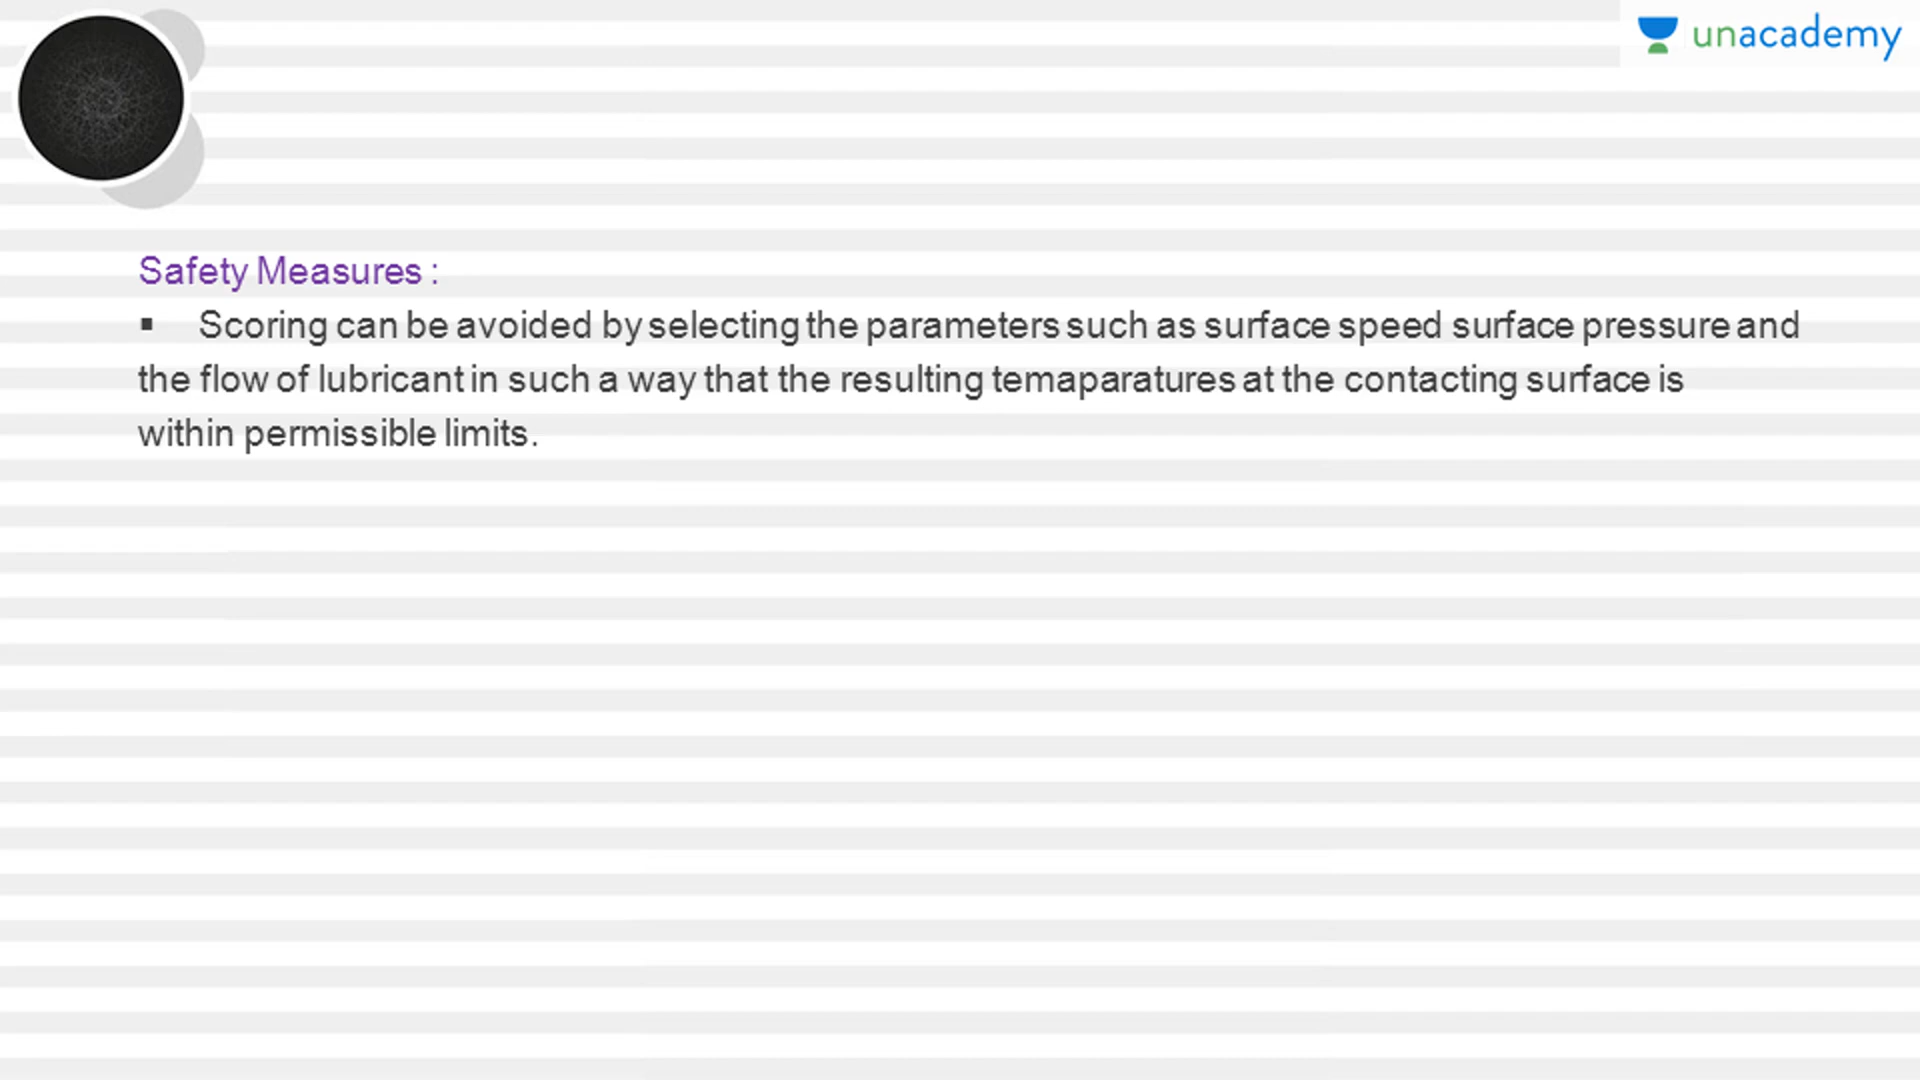 unacademy
Safety Measures :
▪ Scoring can be avoided by selecting the parameters such as surface speed surface pressure and
the flow of lubricant in such a way that the resulting temaparatures at the contacting surface is
within permissible limits.